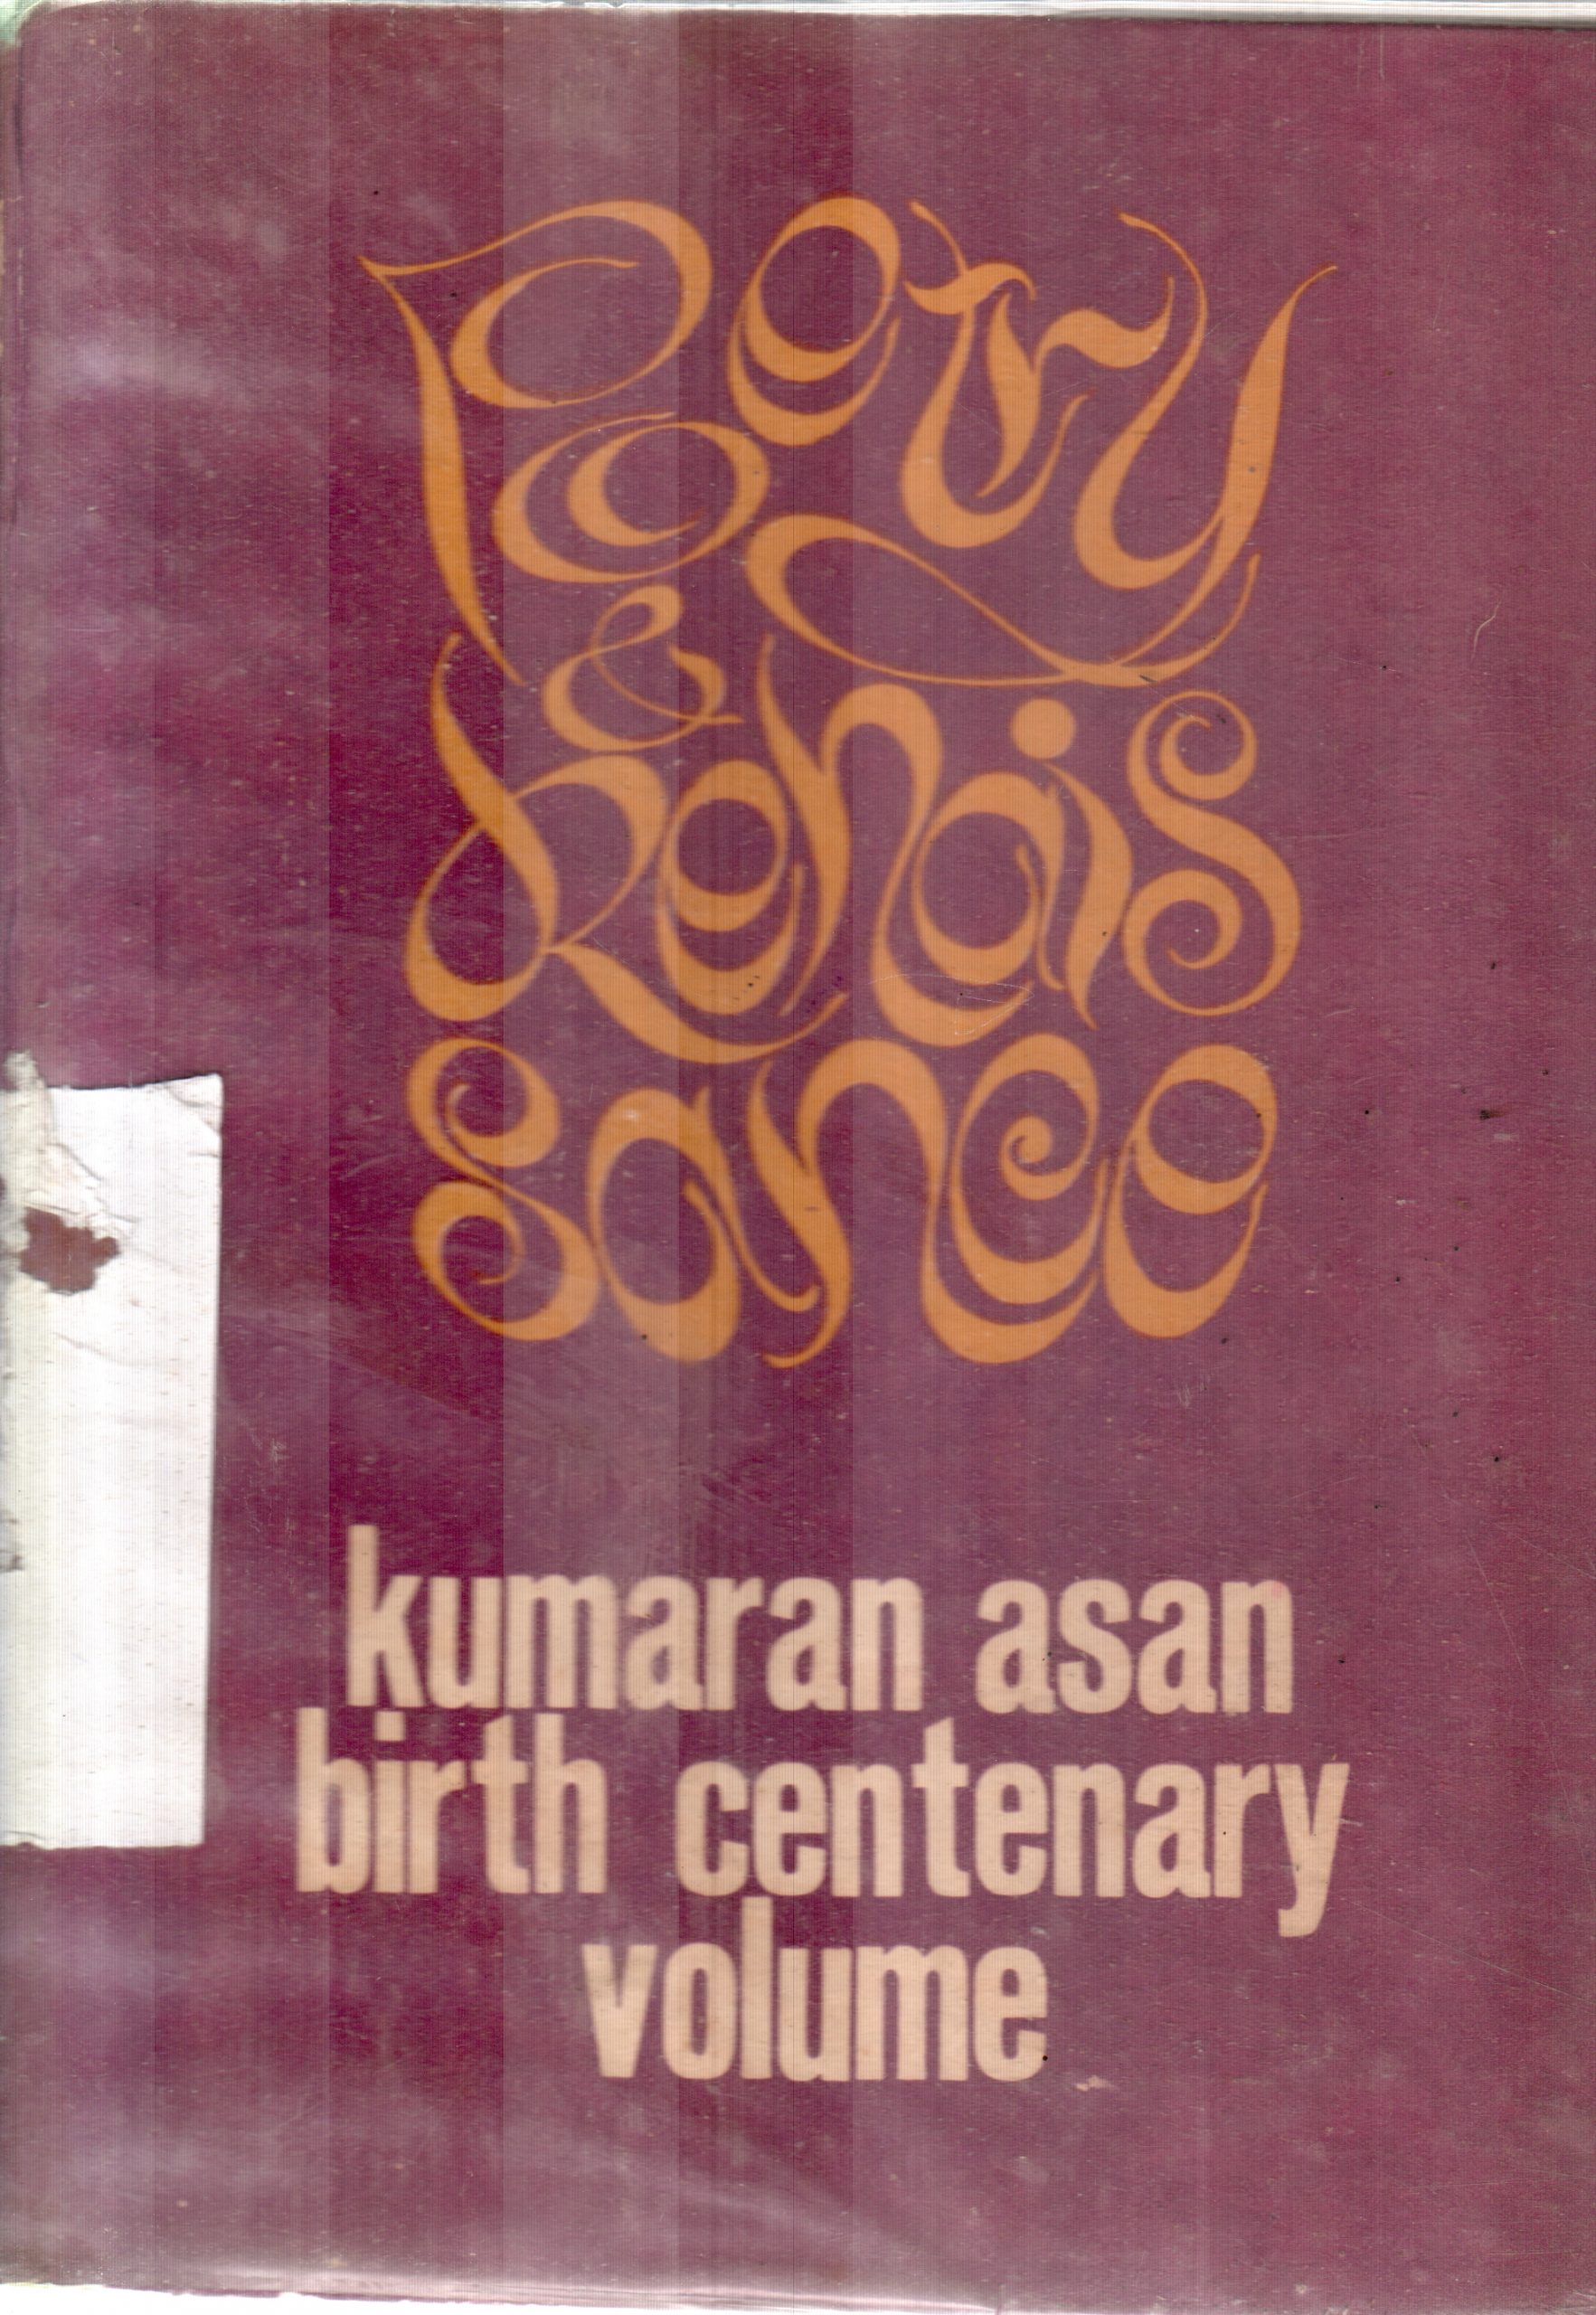 Poetry
&
Renais
sance
kumaran asan
birth centenary
volume